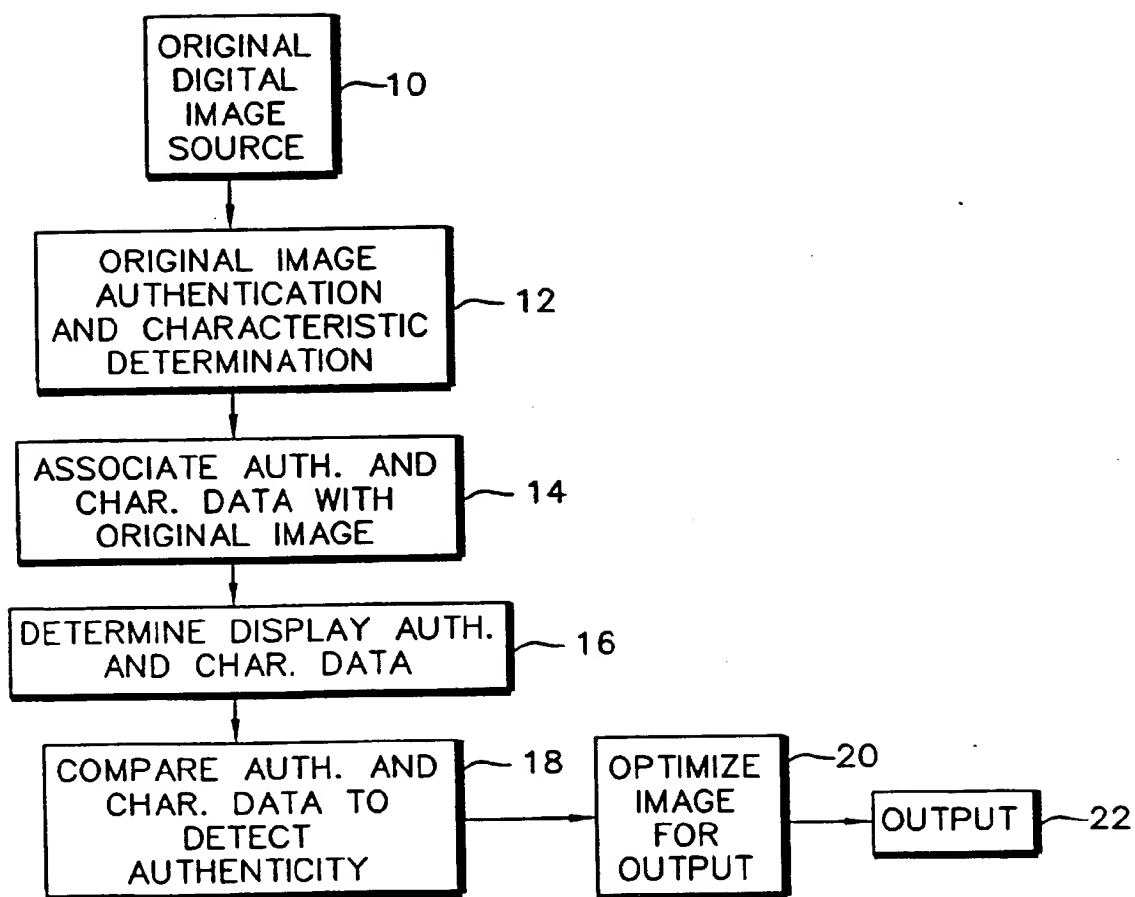 ORIGINAL
DIGITAL
IMAGE
SOURCE
10
ORIGINAL IMAGE
AUTHENTICATION
AND CHARACTERISTIC
DETERMINATION
12
ASSOCIATE AUTH. AND
CHAR. DATA WITH
ORIGINAL IMAGE
14
DETERMINE DISPLAY AUTH.
AND CHAR. DATA
16
COMPARE AUTH. AND
CHAR. DATA TO
DETECT
AUTHENTICITY
18
OPTIMIZE
IMAGE
FOR
OUTPUT
20
OUTPUT
22